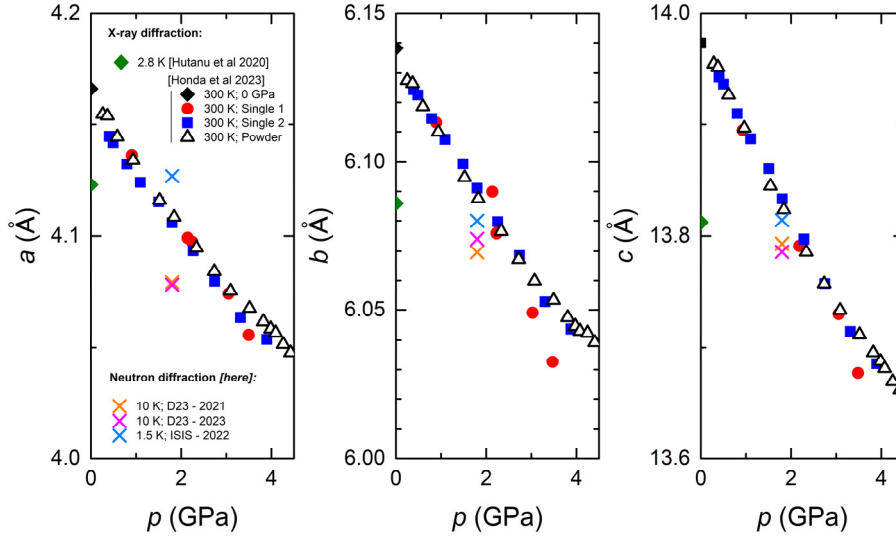 4.2
4.1
4.0
a (Å)
X-ray diffraction:
2.8 K [Hutanu et al 2020]
[Honda et al 2023]
300 K; 0 GPa
300 K; Single 1
300 K; Single 2
300 K; Powder
Neutron diffraction [here]:
10 K; D23 - 2021
10 K; D23 - 2023
1.5 K; ISIS - 2022
0 2 4
p (GPa)
6.15
6.10
6.05
6.00
b (Å)
0 2 4
p (GPa)
14.0
13.8
13.6
c (Å)
0 2 4
p (GPa)